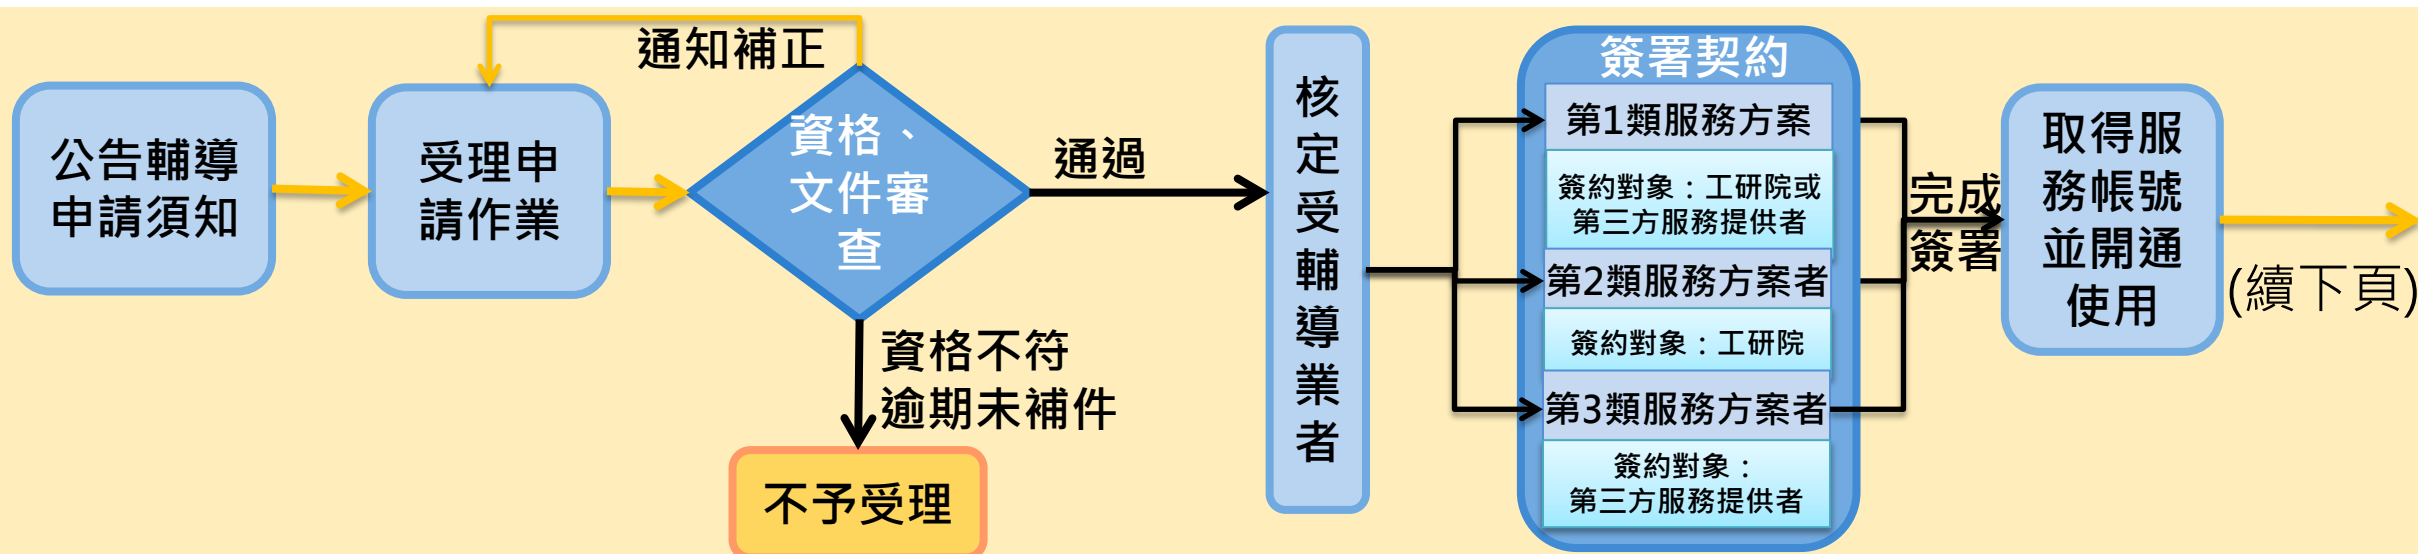 公告輔導
申請須知
受理申
請作業
通知補正
資格、
文件審
查
通過
資格不符
逾期未補件
不予受理
核
定
受
輔
導
業
者
簽署契約
第1類服務方案
簽約對象：工研院或
第三方服務提供者
第2類服務方案者
簽約對象：工研院
第3類服務方案者
簽約對象：
第三方服務提供者
完成
簽署
取得服
務帳號
並開通
使用
(續下頁)